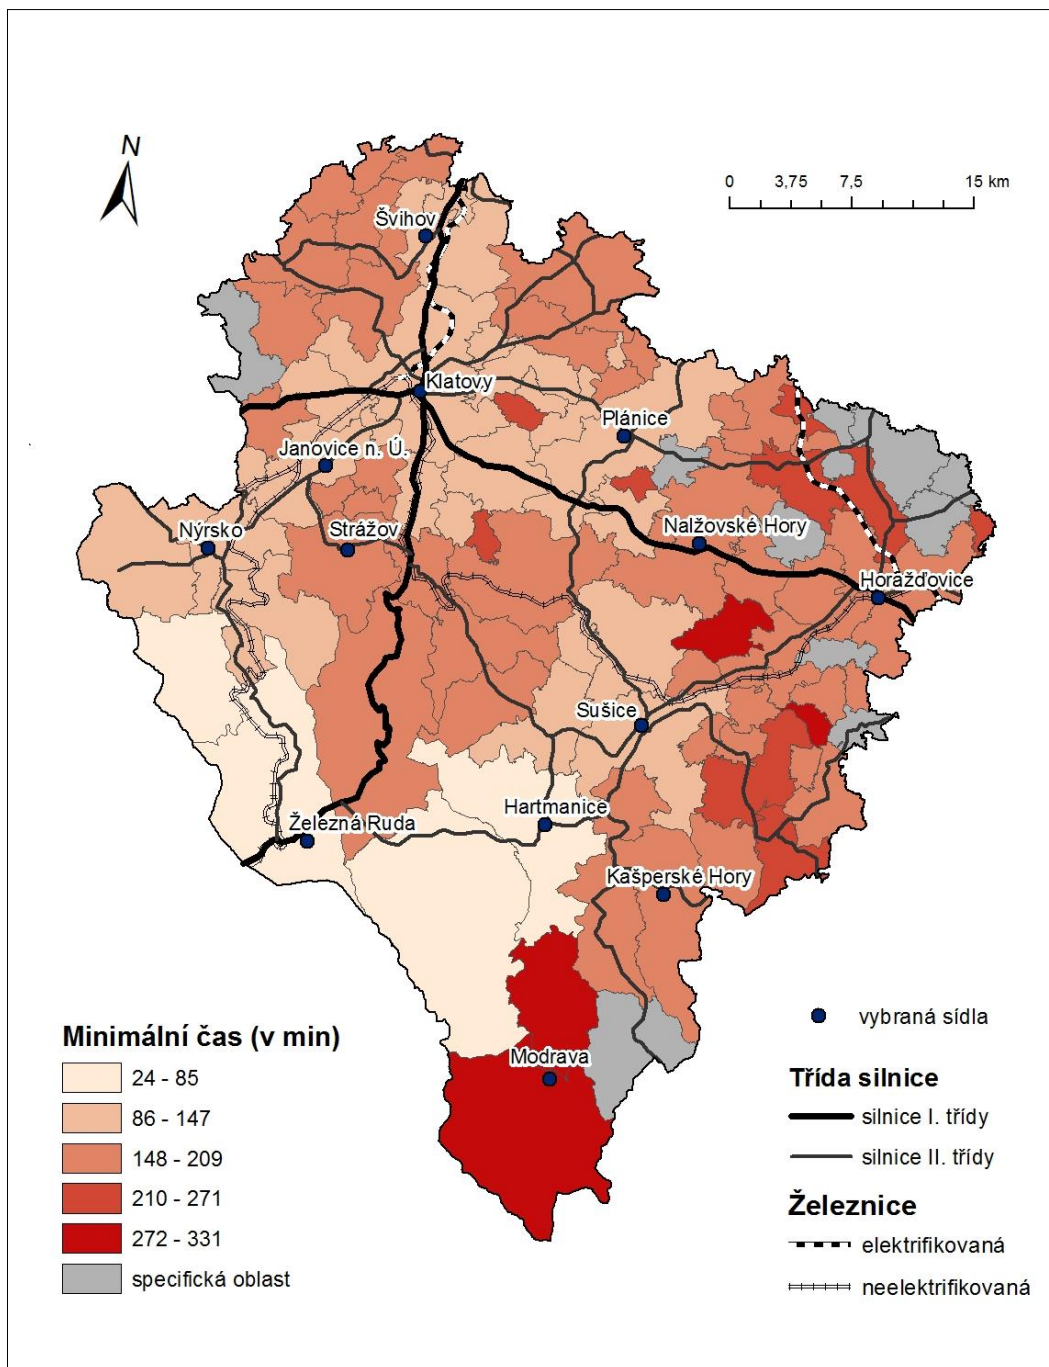 N
0 3,75 7,5 15 km
Švihov
Klatovy
Plánice
Janovice n. Ú.
Nýrsko
Strážov
Nalžovské Hory
Horažďovice
Sušice
Hartmanice
Železná Ruda
Kašperské Hory
Modrava
Minimální čas (v min)
24 - 85
86 - 147
148 - 209
210 - 271
272 - 331
specifická oblast
vybraná sídla
Třída silnice
silnice I. třídy
silnice II. třídy
Železnice
elektrifikovaná
neelektrifikovaná